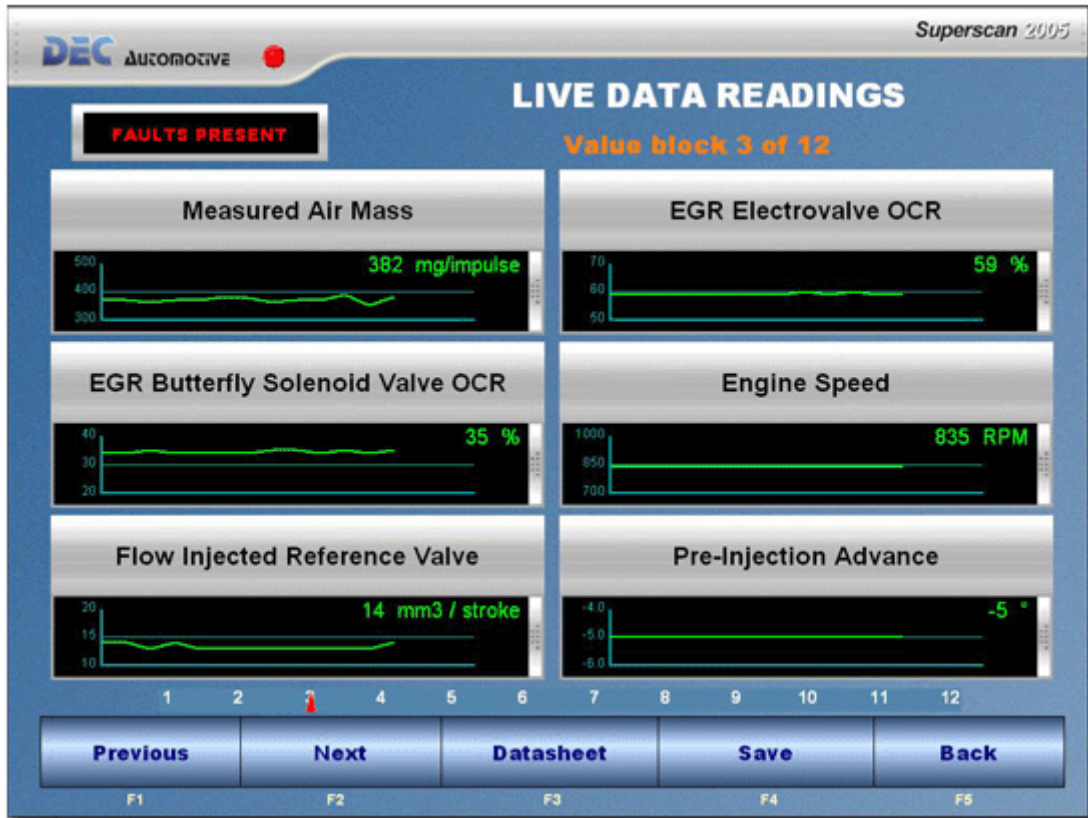 DEC Automotive
Superscan 2005
LIVE DATA READINGS
FAULTS PRESENT
Value block 3 of 12
Measured Air Mass
500
400
300
382 mg/impulse
EGR Electrovalve OCR
70
60
50
59 %
EGR Butterfly Solenoid Valve OCR
40
30
20
35 %
Engine Speed
1000
850
700
835 RPM
Flow Injected Reference Valve
20
15
10
14 mm3 / stroke
Pre-Injection Advance
-4.0
-5.0
-6.0
-5 °
1 2 3 4 5 6 7 8 9 10 11 12
Previous Next Datasheet Save Back
F1 F2 F3 F4 F5